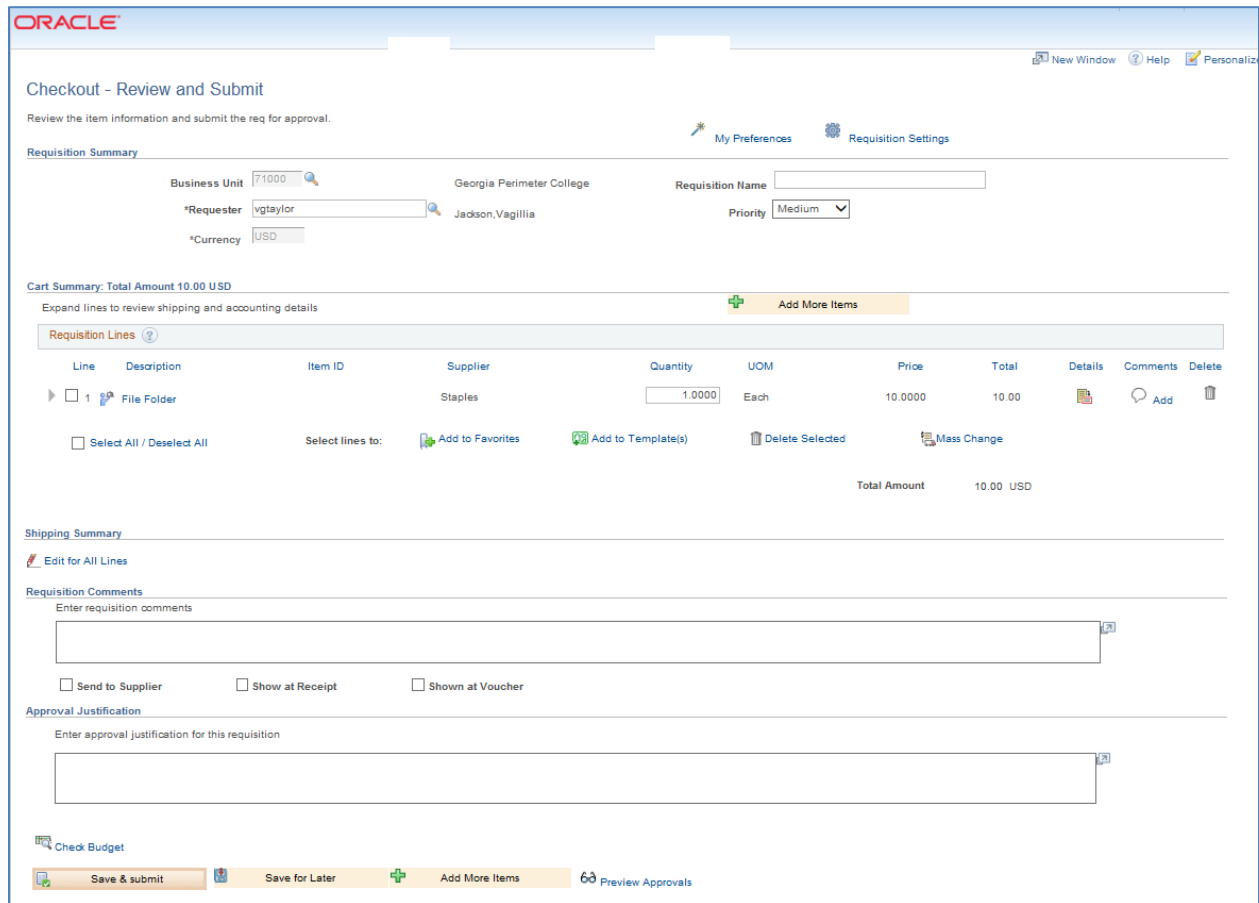 ORACLE
New Window Help Personalize
Checkout - Review and Submit
Review the item information and submit the req for approval.
My Preferences Requisition Settings
Requisition Summary
Business Unit 71000 Georgia Perimeter College Requisition Name
*Requester vgtaylor Jackson,Vagillia Priority Medium
*Currency USD
Cart Summary: Total Amount 10.00 USD
Expand lines to review shipping and accounting details Add More Items
Requisition Lines ?
Line Description Item ID Supplier Quantity UOM Price Total Details Comments Delete
1 File Folder Staples 1.0000 Each 10.0000 10.00 Add
Select All / Deselect All Select lines to: Add to Favorites Add to Template(s) Delete Selected Mass Change
Total Amount 10.00 USD
Shipping Summary
Edit for All Lines
Requisition Comments
Enter requisition comments
Send to Supplier Show at Receipt Shown at Voucher
Approval Justification
Enter approval justification for this requisition
Check Budget
Save & submit Save for Later Add More Items Preview Approvals